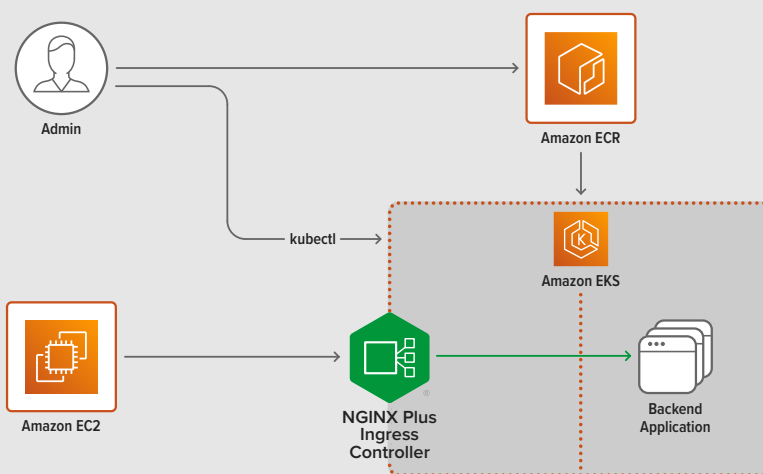 Admin
Amazon ECR
kubectl
K
Amazon EKS
Amazon EC2
NGINX Plus
Ingress
Controller
®
Backend
Application